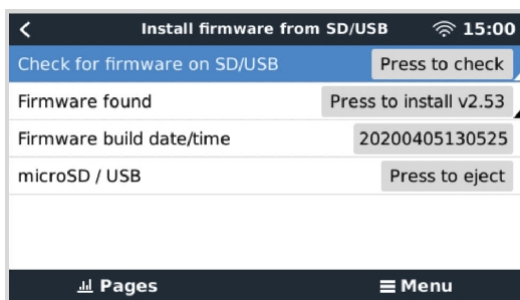 Install firmware from SD/USB 15:00
Check for firmware on SD/USB Press to check
Firmware found Press to install v2.53
Firmware build date/time 20200405130525
microSD / USB Press to eject
Pages Menu